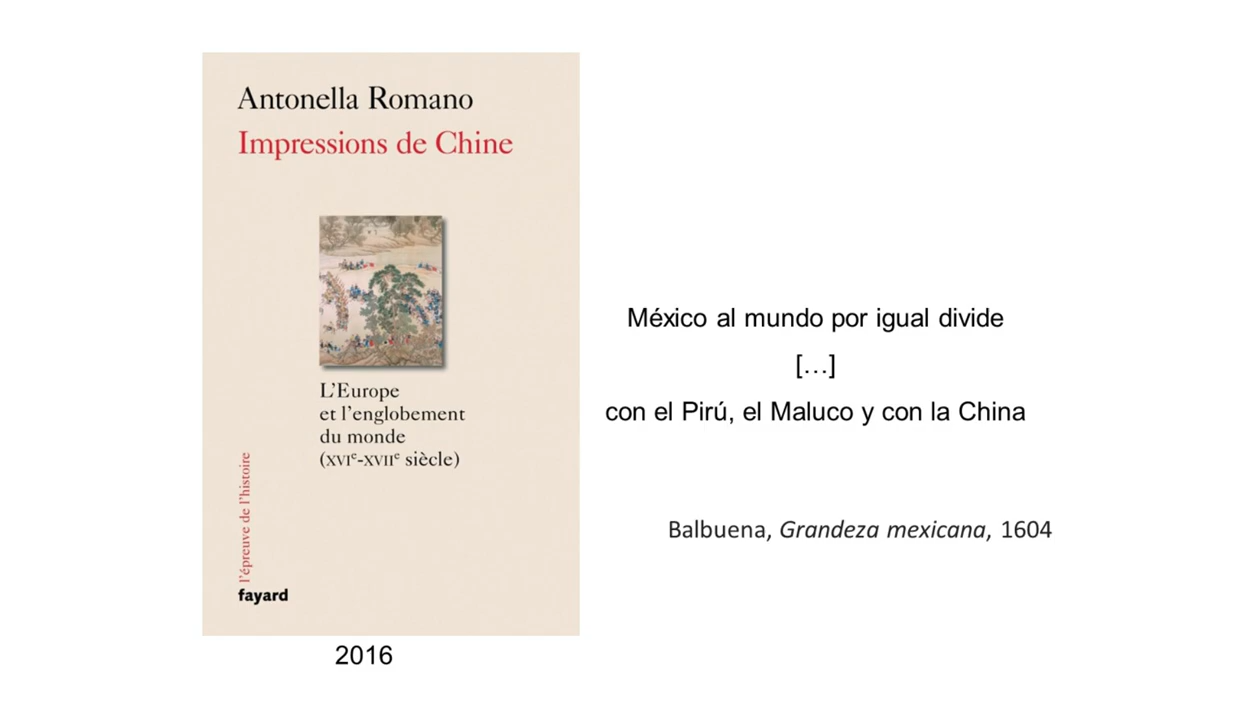 Antonella Romano
Impressions de Chine
L'Europe
et l'englobement
du monde
(XVIe-XVIIe siècle)
l'épreuve de l'histoire
fayard
2016
México al mundo por igual divide
[…]
con el Pirú, el Maluco y con la China
Balbuena, Grandeza mexicana, 1604